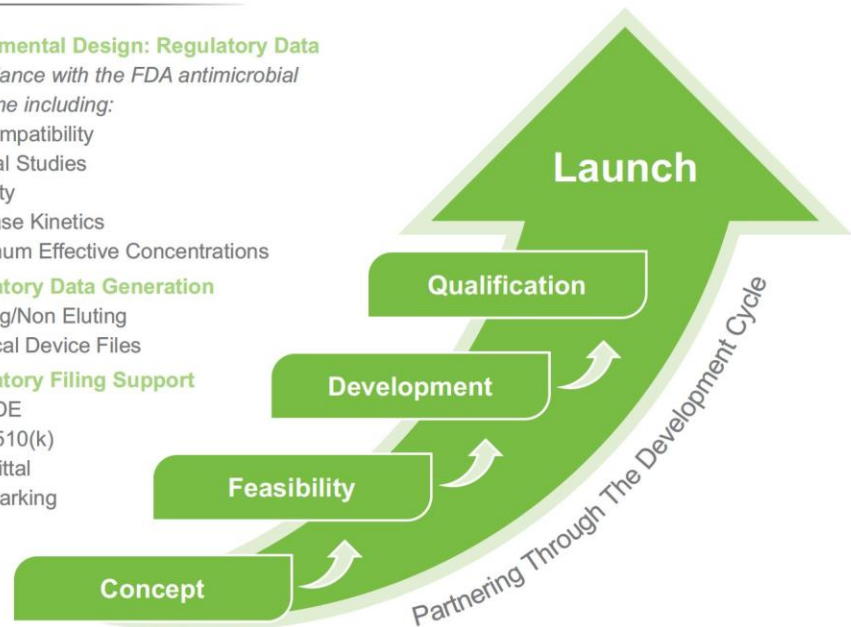 mental Design: Regulatory Data
iance with the FDA antimicrobial
ne including:
mpatibility
al Studies
ty
se Kinetics
num Effective Concentrations
atory Data Generation
g/Non Eluting
cal Device Files
atory Filing Support
DE
510(k)
ittal
arking
Launch
Qualification
Development
Feasibility
Concept
Partnering Through The Development Cycle